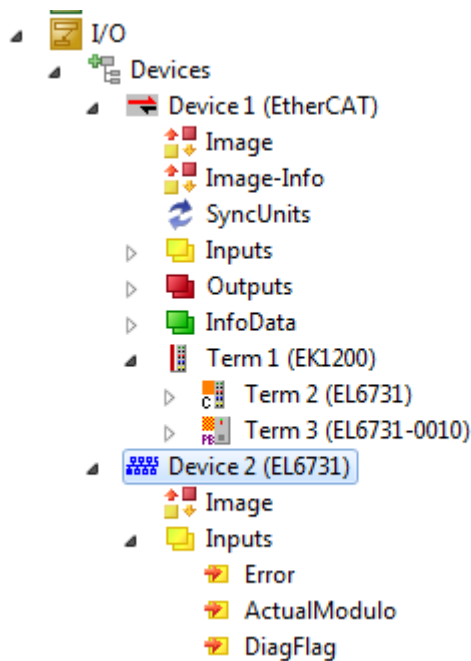 I/O
Devices
Device 1 (EtherCAT)
Image
Image-Info
SyncUnits
Inputs
Outputs
InfoData
Term 1 (EK1200)
C Term 2 (EL6731)
PB Term 3 (EL6731-0010)
Device 2 (EL6731)
Image
Inputs
Error
ActualModulo
DiagFlag